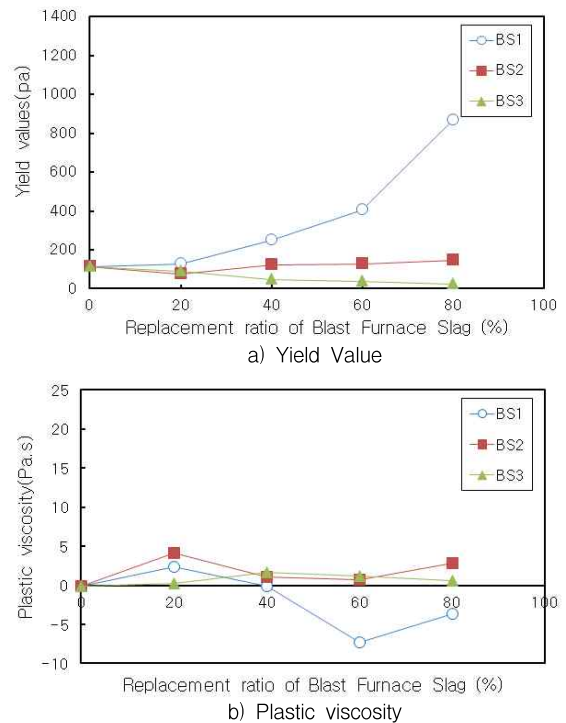 1400
1200
1000
800
600
400
200
0
Yield values(pa)
BS1
BS2
BS3
0 20 40 60 80 100
Replacement ratio of Blast Furnace Slag (%)
a) Yield Value
25
20
15
10
5
0
-5
-10
Plastic viscosity(Pa.s)
BS1
BS2
BS3
0 20 40 60 80 100
Replacement ratio of Blast Furnace Slag (%)
b) Plastic viscosity